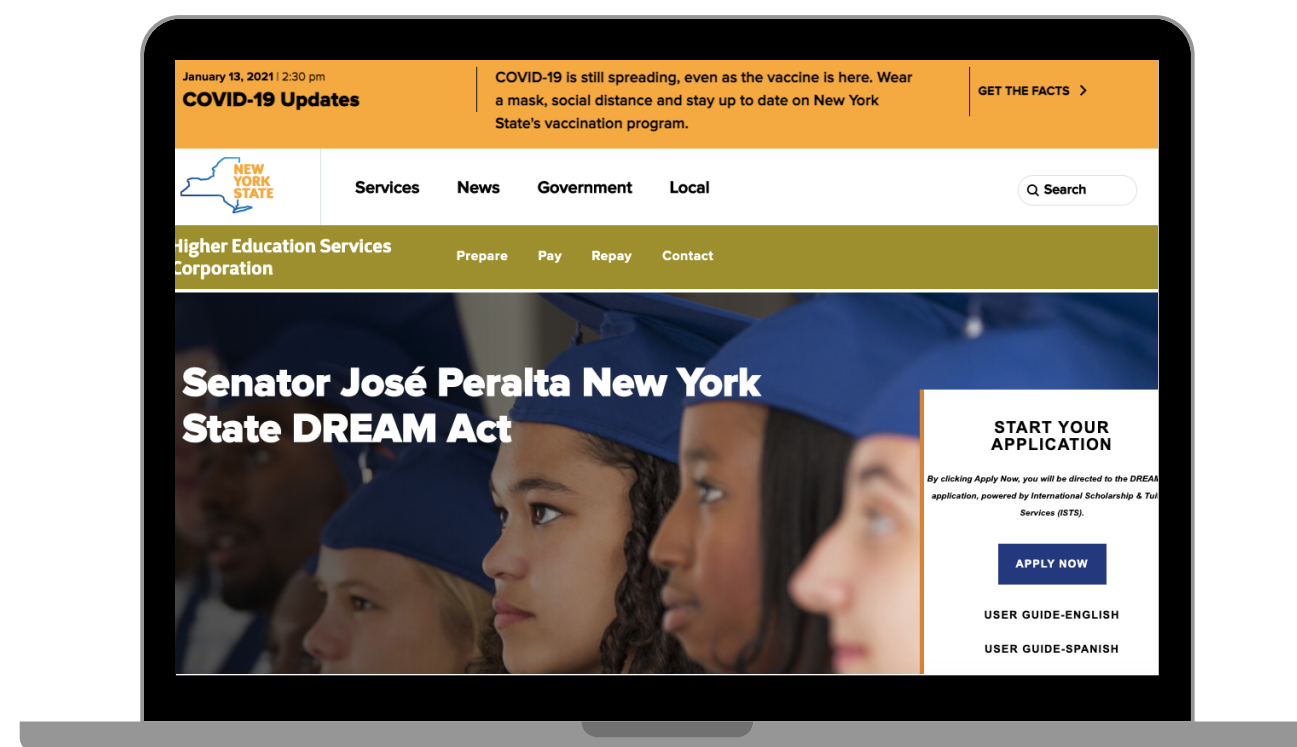 January 13, 2021 | 2:30 pm
COVID-19 Updates
COVID-19 is still spreading, even as the vaccine is here. Wear
a mask, social distance and stay up to date on New York
State's vaccination program.
GET THE FACTS
NEW
YORK
STATE
Services News Government Local
Search
Higher Education Services
Corporation
Prepare Pay Repay Contact
Senator José Peralta New York
State DREAM Act
START YOUR
APPLICATION
By clicking Apply Now, you will be directed to the DREAM
application, powered by International Scholarship & Tui
Services (ISTS).
APPLY NOW
USER GUIDE-ENGLISH
USER GUIDE-SPANISH